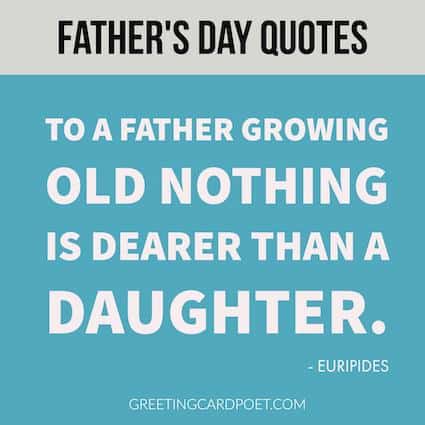 FATHER'S DAY QUOTES
TO A FATHER GROWING
OLD NOTHING
IS DEARER THAN A
DAUGHTER.
- EURIPIDES
GREETINGCARDPOET.COM